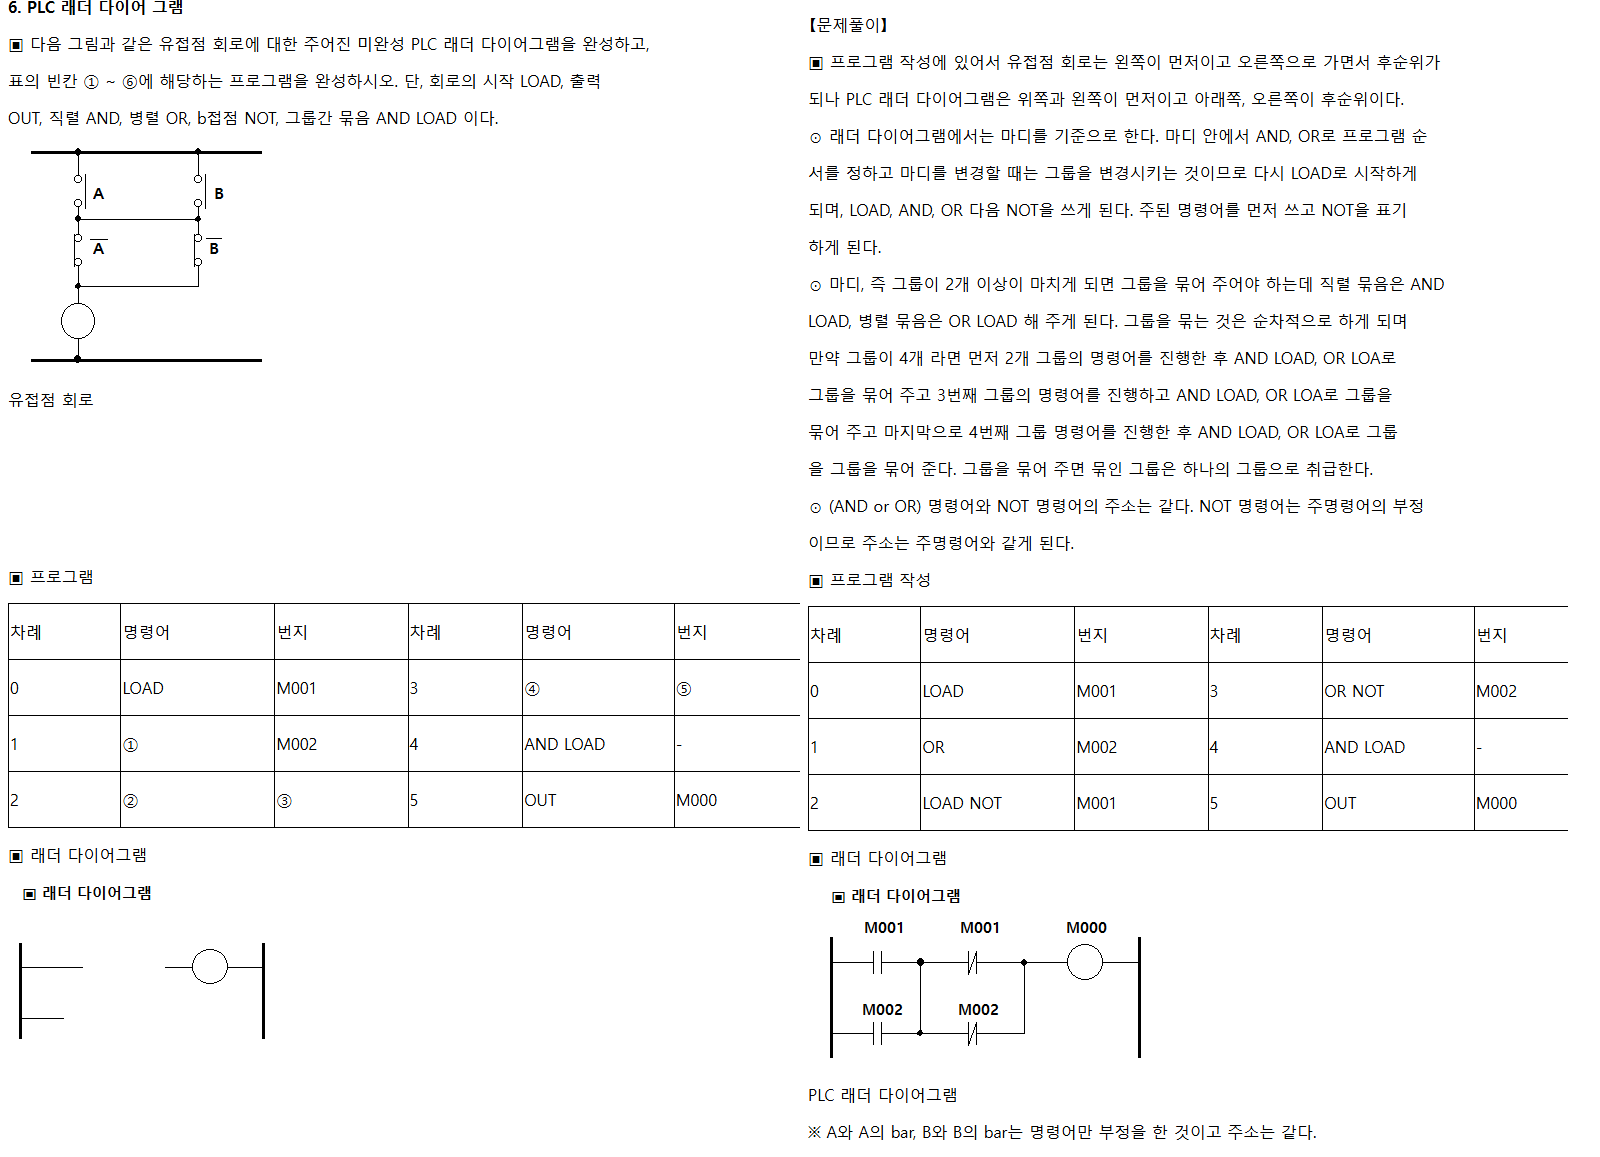 6. PLC 래더 다이어 그램
▣ 다음 그림과 같은 유접점 회로에 대한 주어진 미완성 PLC 래더 다이어그램을 완성하고,
표의 빈칸 ① ~ ⑥에 해당하는 프로그램을 완성하시오. 단, 회로의 시작 LOAD, 출력
OUT, 직렬 AND, 병렬 OR, b접점 NOT, 그룹간 묶음 AND LOAD 이다.
A B
A B
유접점 회로
▣ 프로그램
차례 명령어 번지 차례 명령어 번지
0 LOAD M001 3 ④ ⑤
1 ① M002 4 AND LOAD -
2 ② ③ 5 OUT M000
▣ 래더 다이어그램
▣ 래더 다이어그램
【문제풀이】
▣ 프로그램 작성에 있어서 유접점 회로는 왼쪽이 먼저이고 오른쪽으로 가면서 후순위가
되나 PLC 래더 다이어그램은 위쪽과 왼쪽이 먼저이고 아래쪽, 오른쪽이 후순위이다.
⊙ 래더 다이어그램에서는 마디를 기준으로 한다. 마디 안에서 AND, OR로 프로그램 순
서를 정하고 마디를 변경할 때는 그룹을 변경시키는 것이므로 다시 LOAD로 시작하게
되며, LOAD, AND, OR 다음 NOT을 쓰게 된다. 주된 명령어를 먼저 쓰고 NOT을 표기
하게 된다.
⊙ 마디, 즉 그룹이 2개 이상이 마치게 되면 그룹을 묶어 주어야 하는데 직렬 묶음은 AND
LOAD, 병렬 묶음은 OR LOAD 해 주게 된다. 그룹을 묶는 것은 순차적으로 하게 되며
만약 그룹이 4개 라면 먼저 2개 그룹의 명령어를 진행한 후 AND LOAD, OR LOA로
그룹을 묶어 주고 3번째 그룹의 명령어를 진행하고 AND LOAD, OR LOA로 그룹을
묶어 주고 마지막으로 4번째 그룹 명령어를 진행한 후 AND LOAD, OR LOA로 그룹
을 그룹을 묶어 준다. 그룹을 묶어 주면 묶인 그룹은 하나의 그룹으로 취급한다.
⊙ (AND or OR) 명령어와 NOT 명령어의 주소는 같다. NOT 명령어는 주명령어의 부정
이므로 주소는 주명령어와 같게 된다.
▣ 프로그램 작성
차례 명령어 번지 차례 명령어 번지
0 LOAD M001 3 OR NOT M002
1 OR M002 4 AND LOAD -
2 LOAD NOT M001 5 OUT M000
▣ 래더 다이어그램
▣ 래더 다이어그램
M001 M001 M000
M002 M002
PLC 래더 다이어그램
※ A와 A의 bar, B와 B의 bar는 명령어만 부정을 한 것이고 주소는 같다.